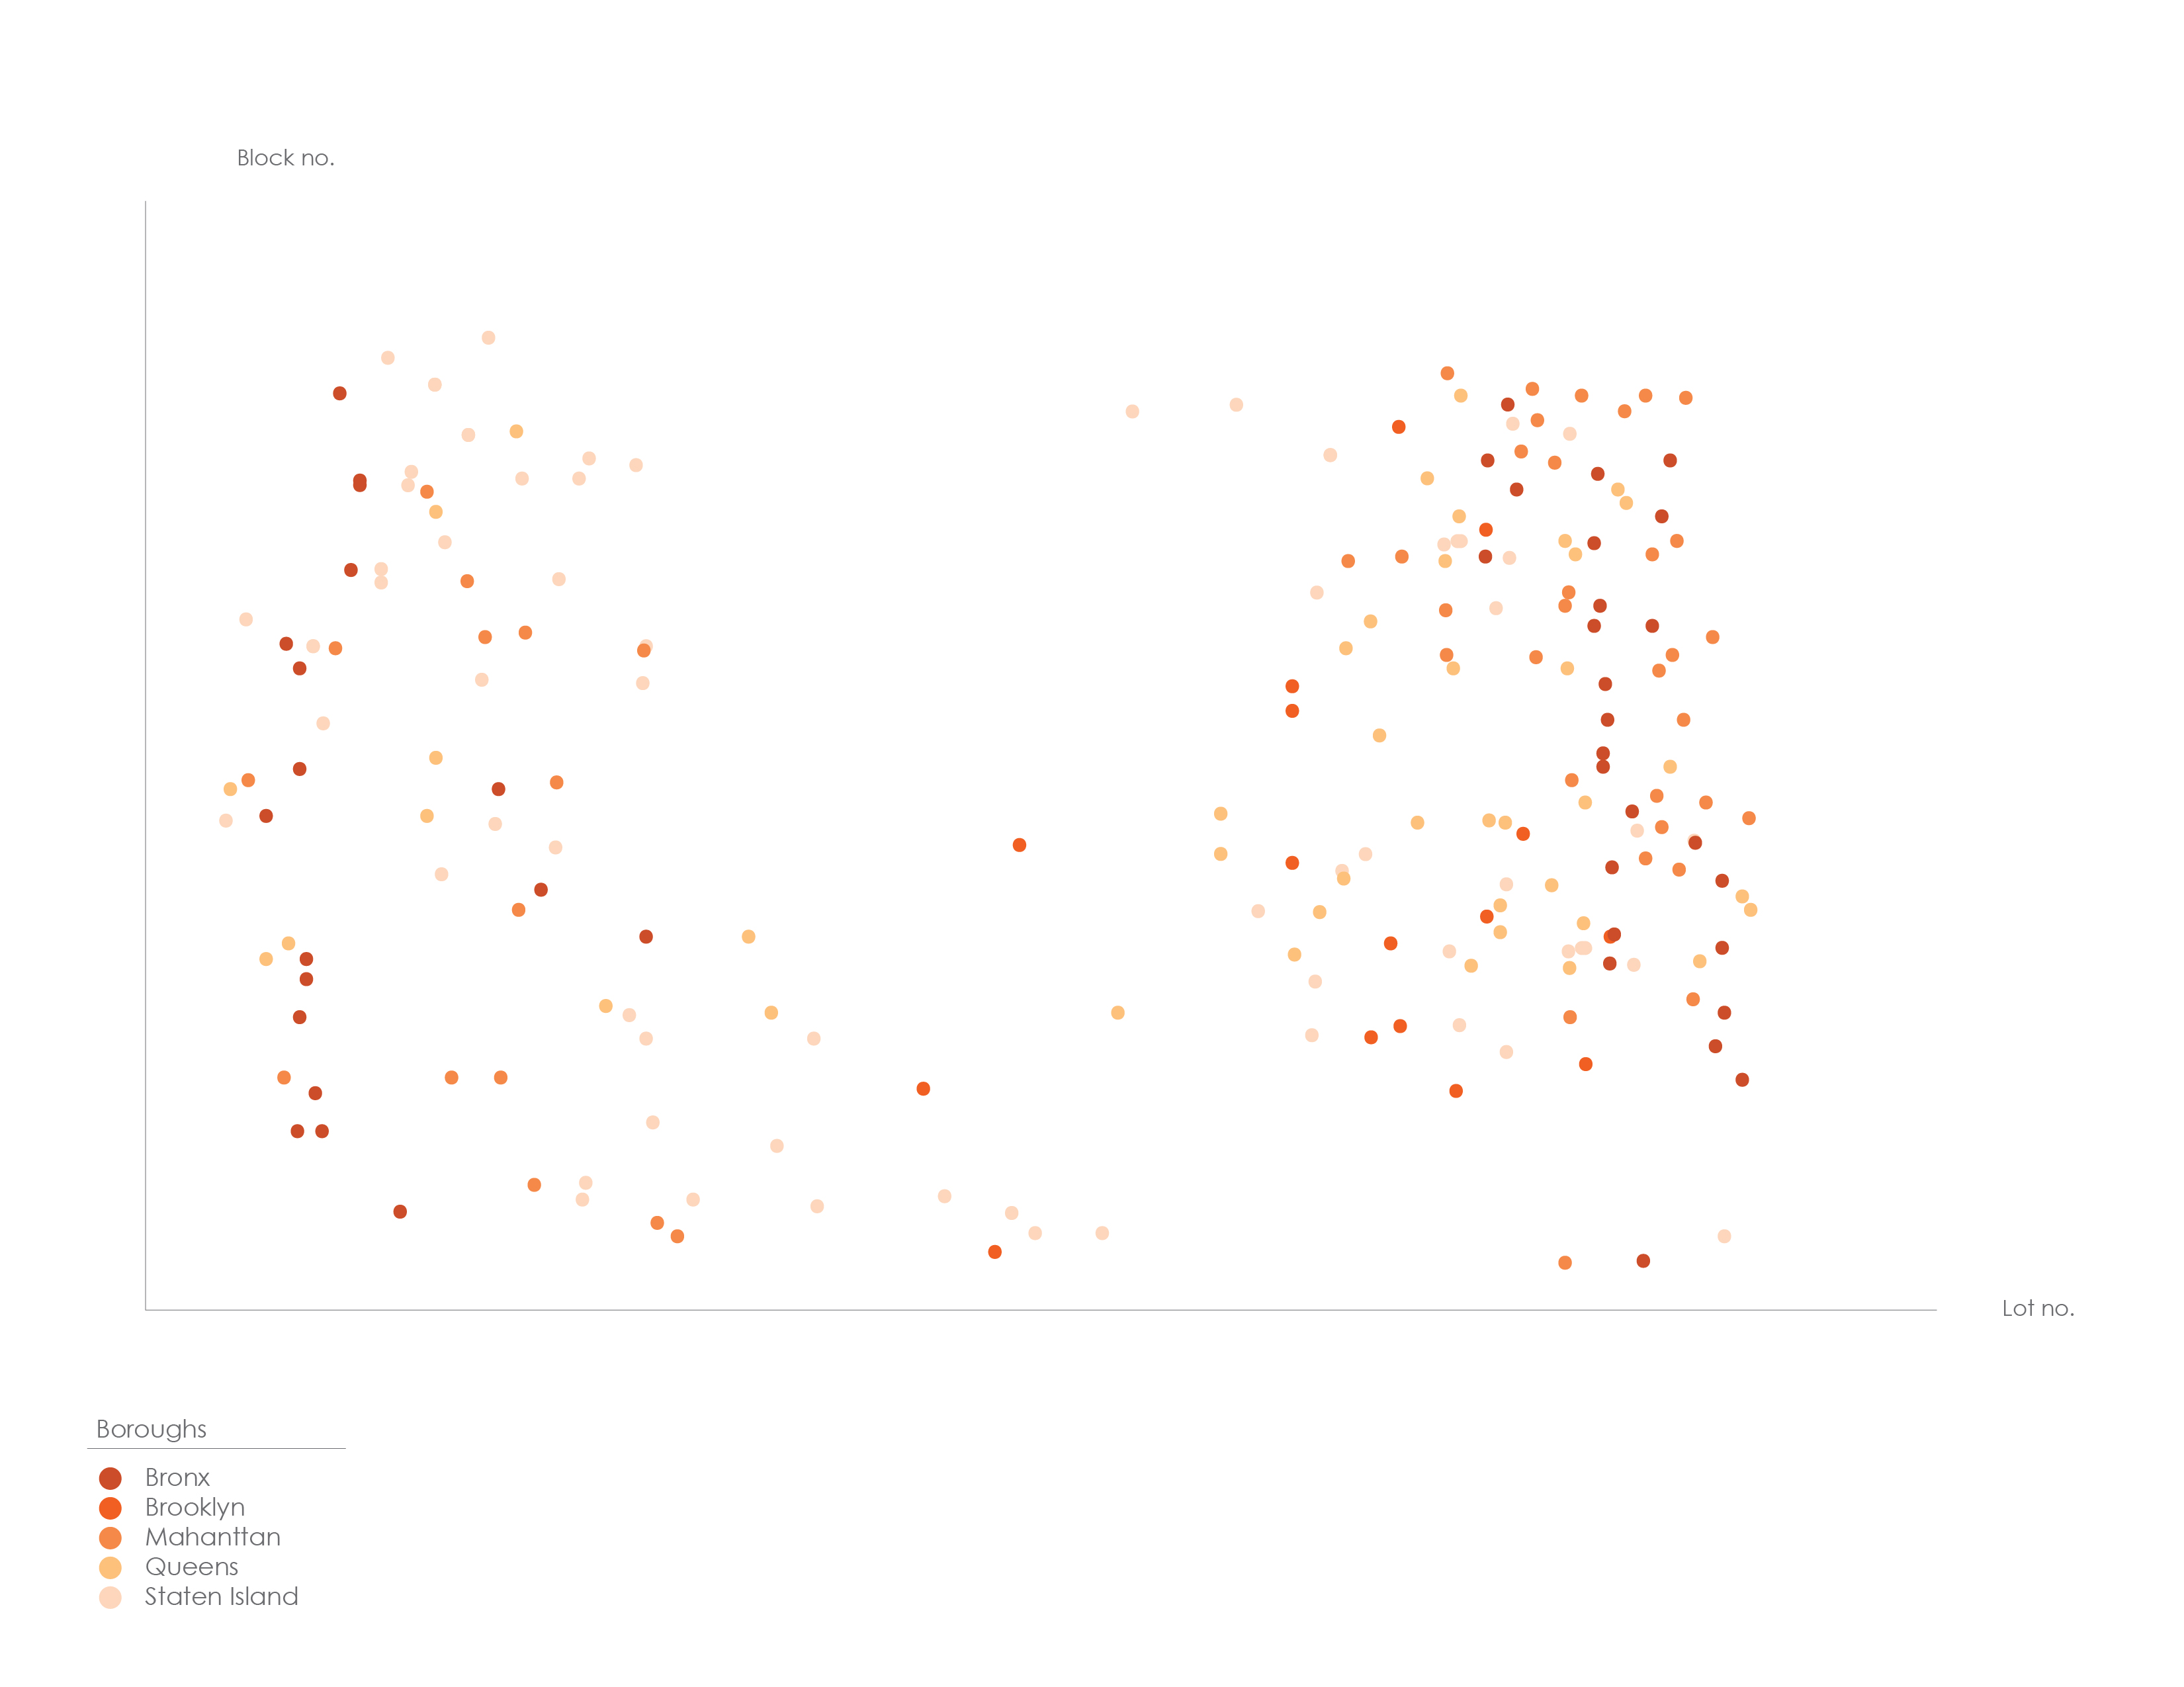 Block no.
Lot no.
Boroughs
Bronx
Brooklyn
Mahanttan
Queens
Staten Island